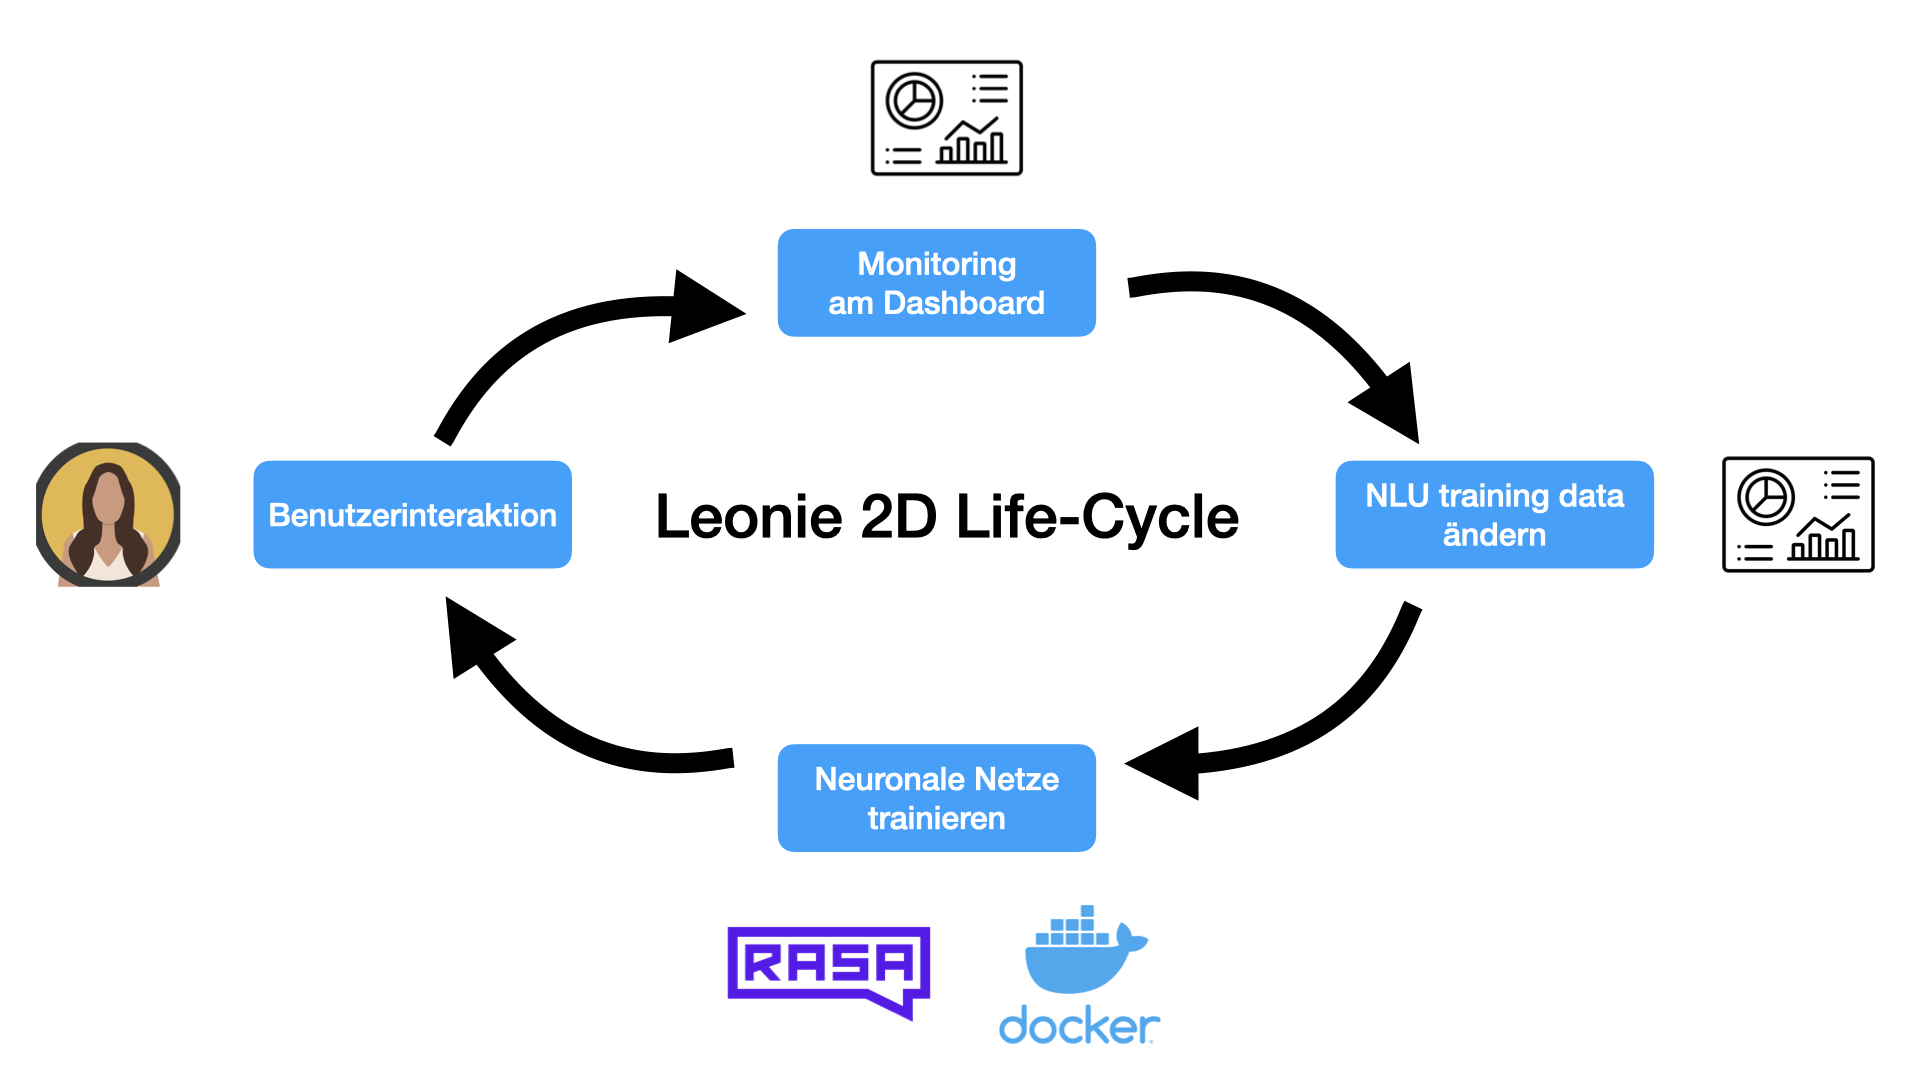 Monitoring
am Dashboard
Benutzerinteraktion
Leonie 2D Life-Cycle
NLU training data
ändern
Neuronale Netze
trainieren
RASA
docker